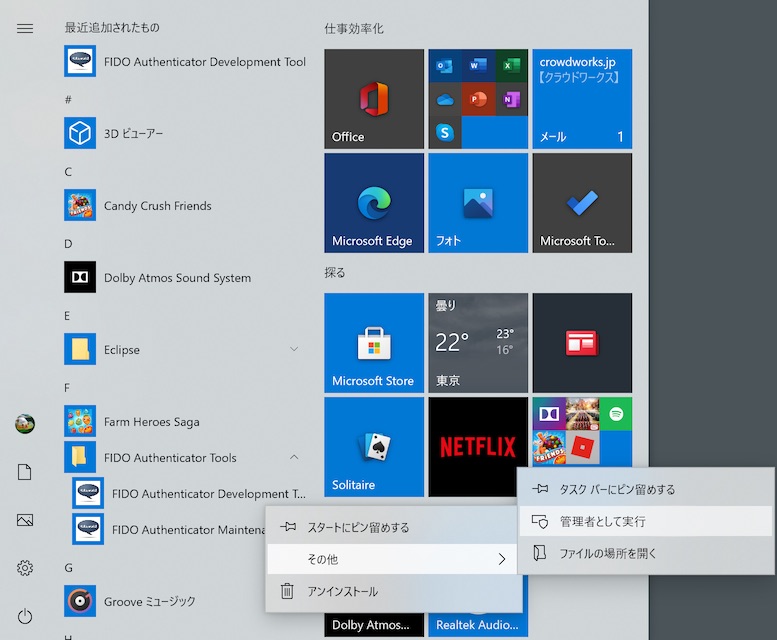 最近追加されたもの
FIDO Authenticator Development Tool
#
3D ビューアー
C
Candy Crush Friends
D
Dolby Atmos Sound System
E
Eclipse
F
Farm Heroes Saga
FIDO Authenticator Tools
FIDO Authenticator Development T...
FIDO Authenticator Maintena
G
Groove ミュージック
H
仕事効率化
Office
crowdworks.jp
【クラウドワークス】
メール 1
Microsoft Edge
フォト
Microsoft To...
探る
Microsoft Store
曇り
22° 23°
16°
東京
Solitaire
NETFLIX
FRIENDS
Dolby Atmos...
Realtek Audio...
スタートにピン留めする
その他
アンインストール
タスク バーにピン留めする
管理者として実行
ファイルの場所を開く